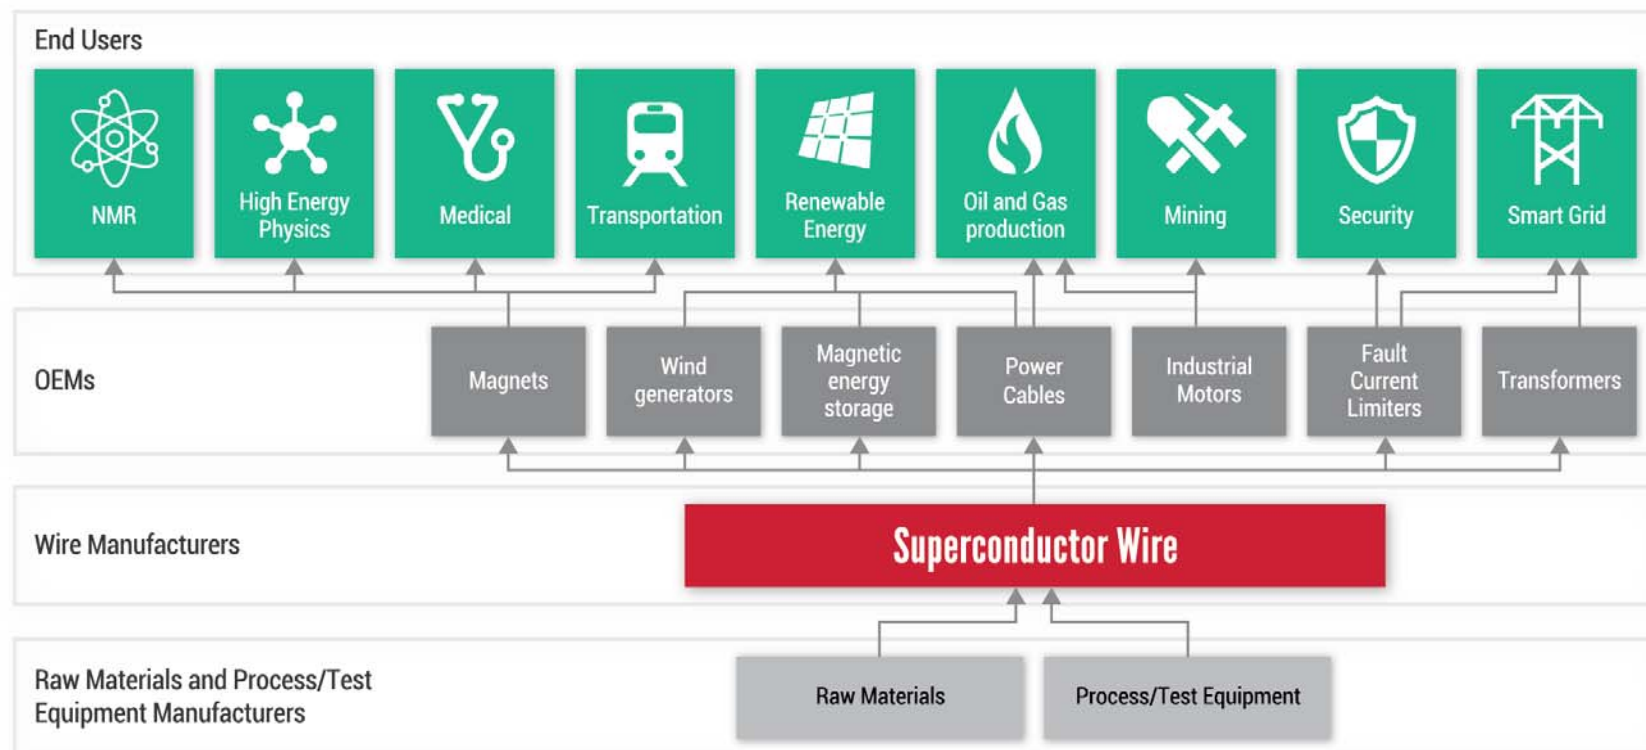 End Users
NMR
High Energy
Physics
Medical
Transportation
Renewable
Energy
Oil and Gas
production
Mining
Security
Smart Grid
OEMs
Magnets
Wind
generators
Magnetic
energy
storage
Power
Cables
Industrial
Motors
Fault
Current
Limiters
Transformers
Wire Manufacturers
Superconductor Wire
Raw Materials and Process/Test
Equipment Manufacturers
Raw Materials
Process/Test Equipment